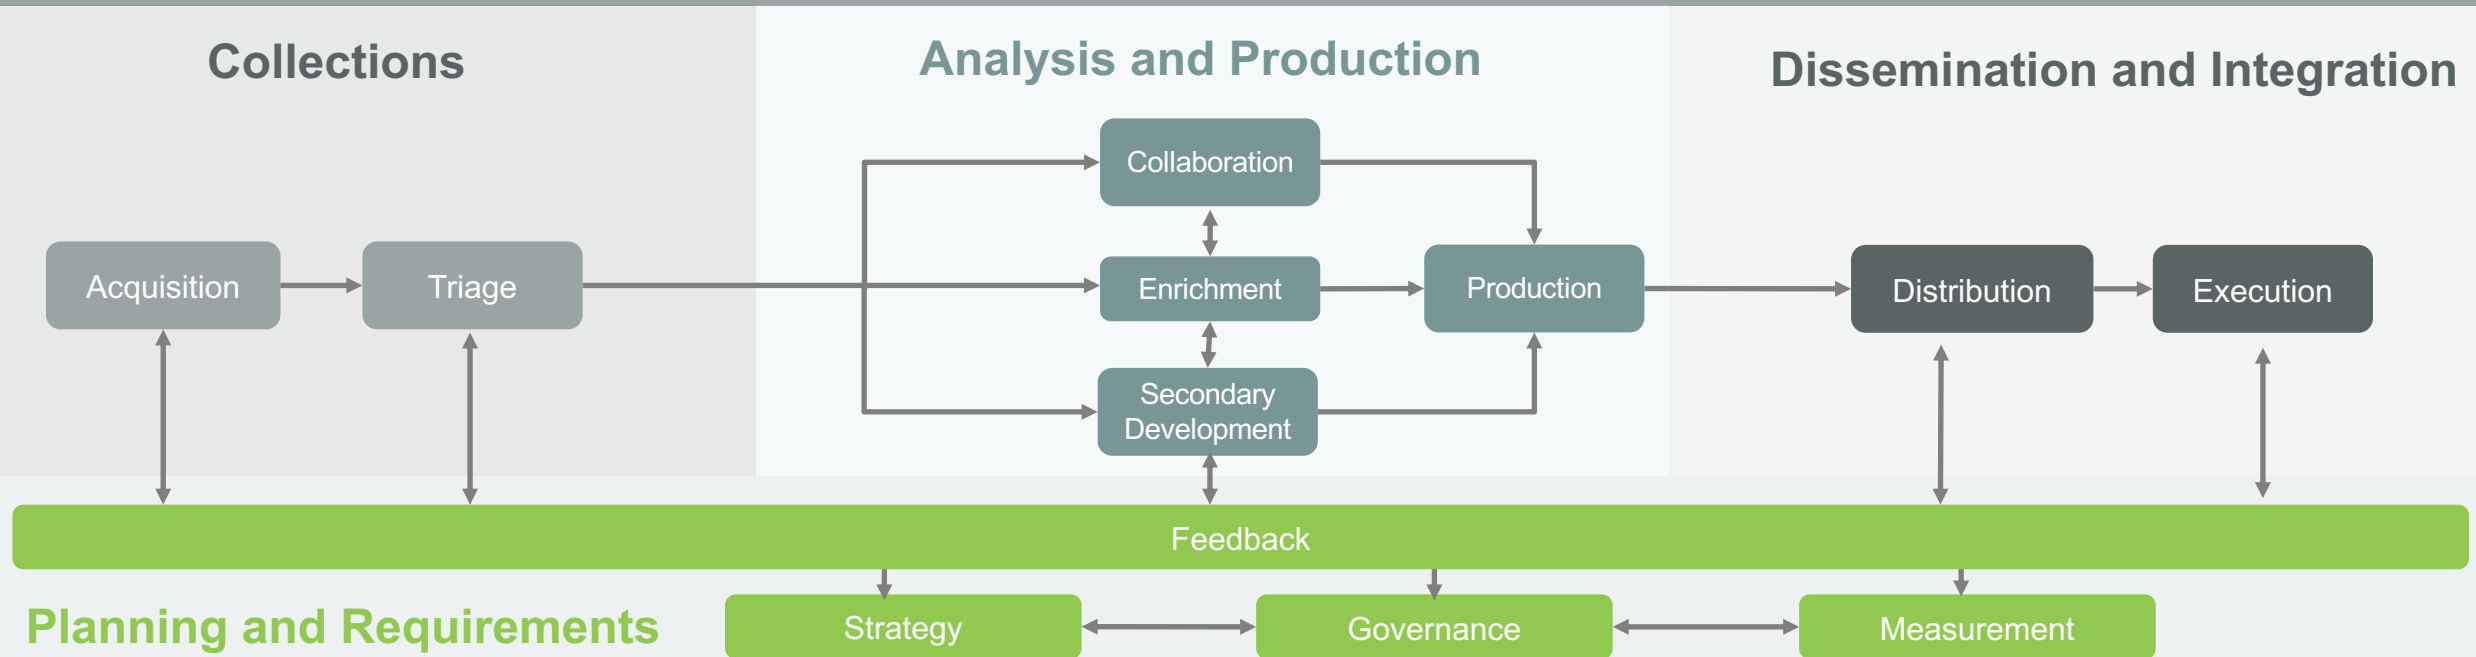 Collections
Analysis and Production
Dissemination and Integration
Collaboration
Acquisition
Triage
Enrichment
Production
Distribution
Execution
Secondary
Development
Feedback
Planning and Requirements
Strategy
Governance
Measurement